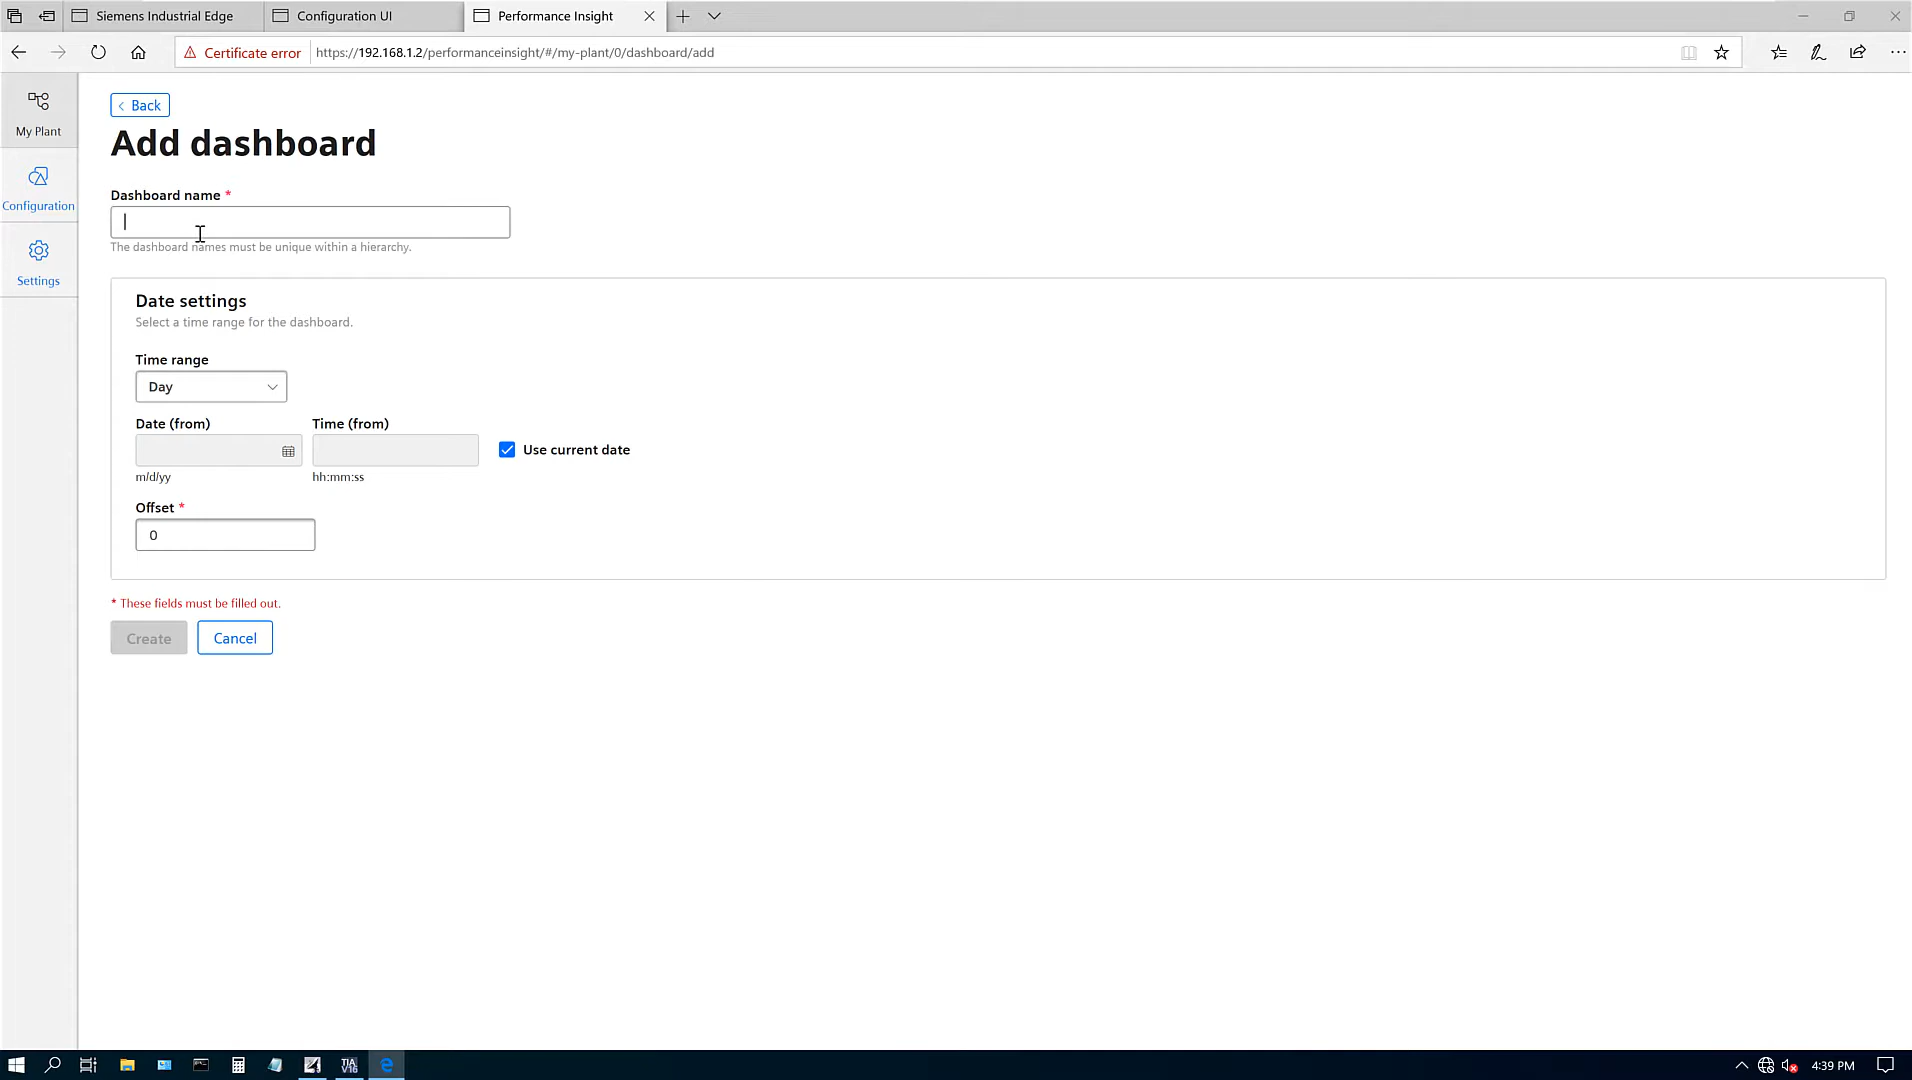 Siemens Industrial Edge
Configuration UI
Performance Insight
Certificate error
https://192.168.1.2/performanceinsight/#/my-plant/0/dashboard/add
My Plant
Configuration
Settings
Back
Add dashboard
Dashboard name *
The dashboard names must be unique within a hierarchy.
Date settings
Select a time range for the dashboard.
Time range
Day
Date (from) Time (from)
Use current date
m/d/yy hh:mm:ss
Offset *
0
* These fields must be filled out.
Create Cancel
TIA
V16
4:39 PM